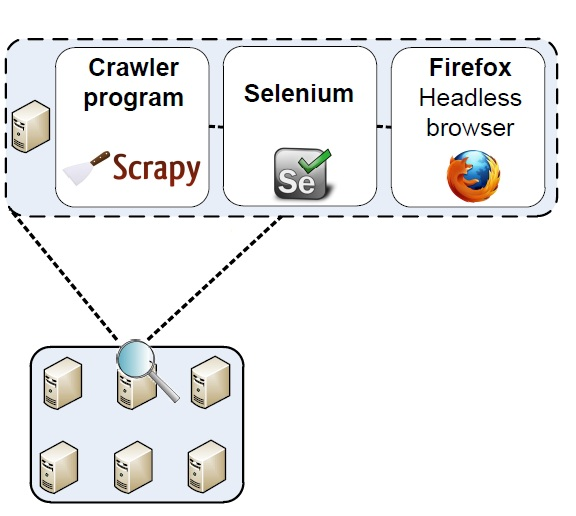 Crawler
program
Scrapy
Selenium
Se
Firefox
Headless
browser